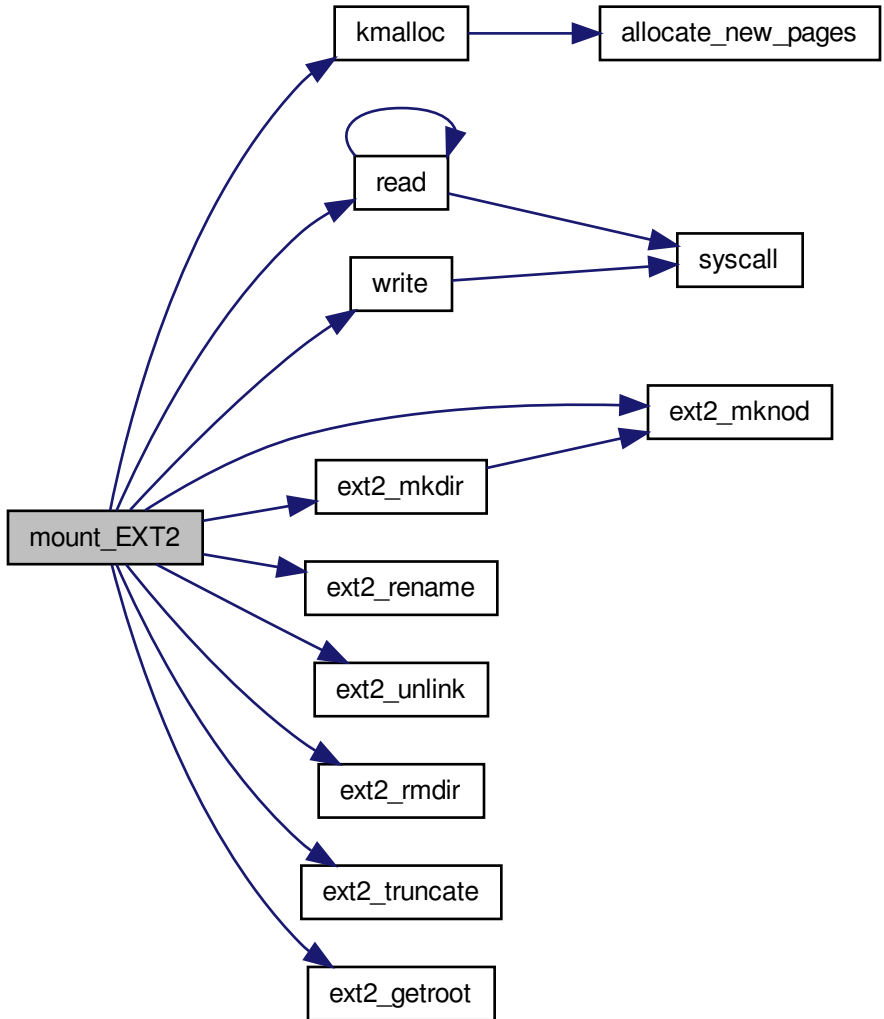 kmalloc
allocate_new_pages
read
syscall
write
ext2_mknod
ext2_mkdir
mount_EXT2
ext2_rename
ext2_unlink
ext2_rmdir
ext2_truncate
ext2_getroot